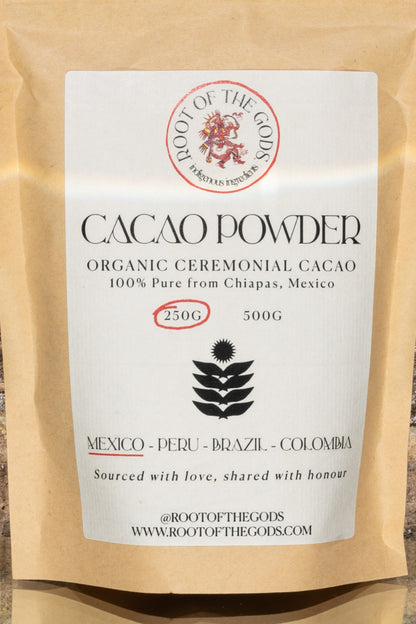 ROOT OF THE GODS
indigenous ingredients
CACAO POWDER
ORGANIC CEREMONIAL CACAO
100% Pure from Chiapas, Mexico
250G 500G
MEXICO - PERU - BRAZIL - COLOMBIA
Sourced with love, shared with honour
@ROOTOFTHEGODS
WWW.ROOTOFTHEGODS.COM